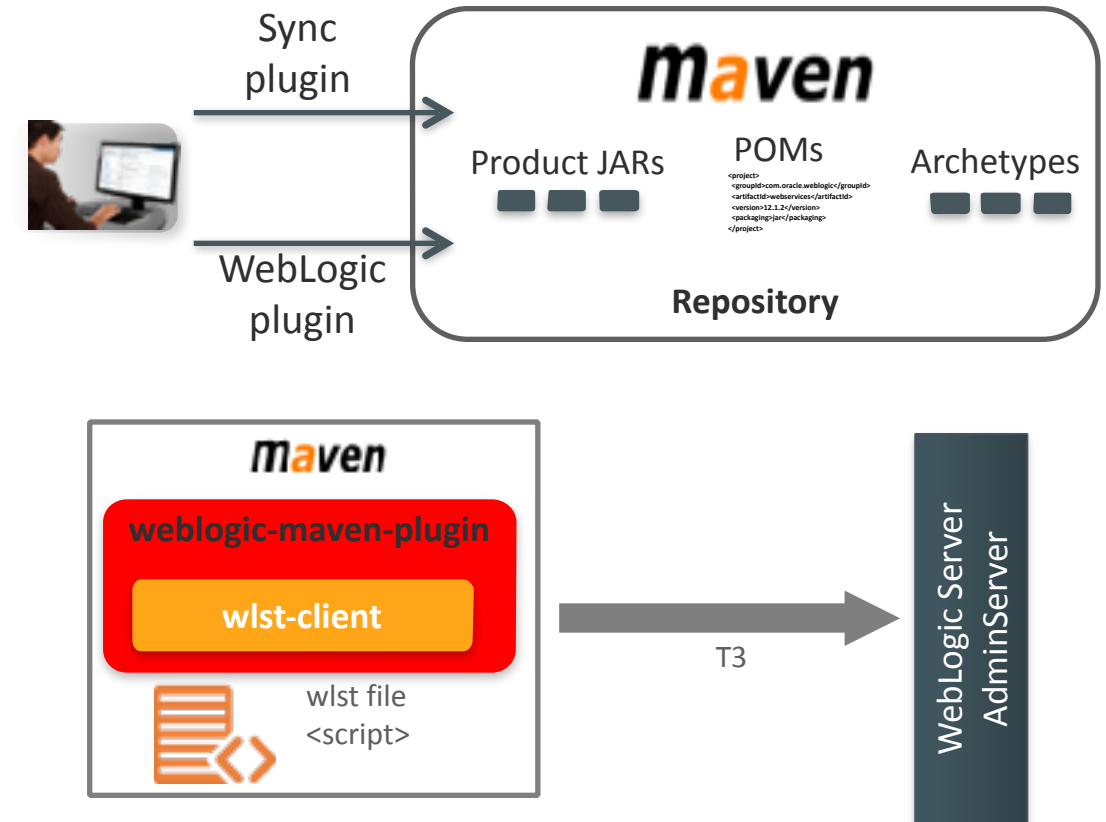 Sync
plugin
maven
Product JARs
POMs
Archetypes
<project>
<groupId>com.oracle.weblogic</groupId>
<artifactId>webservices</artifactId>
<version>12.1.2</version>
<packaging>jar</packaging>
</project>
WebLogic
plugin
Repository
maven
weblogic-maven-plugin
wlst-client
wlst file
<script>
T3
WebLogic Server
AdminServer